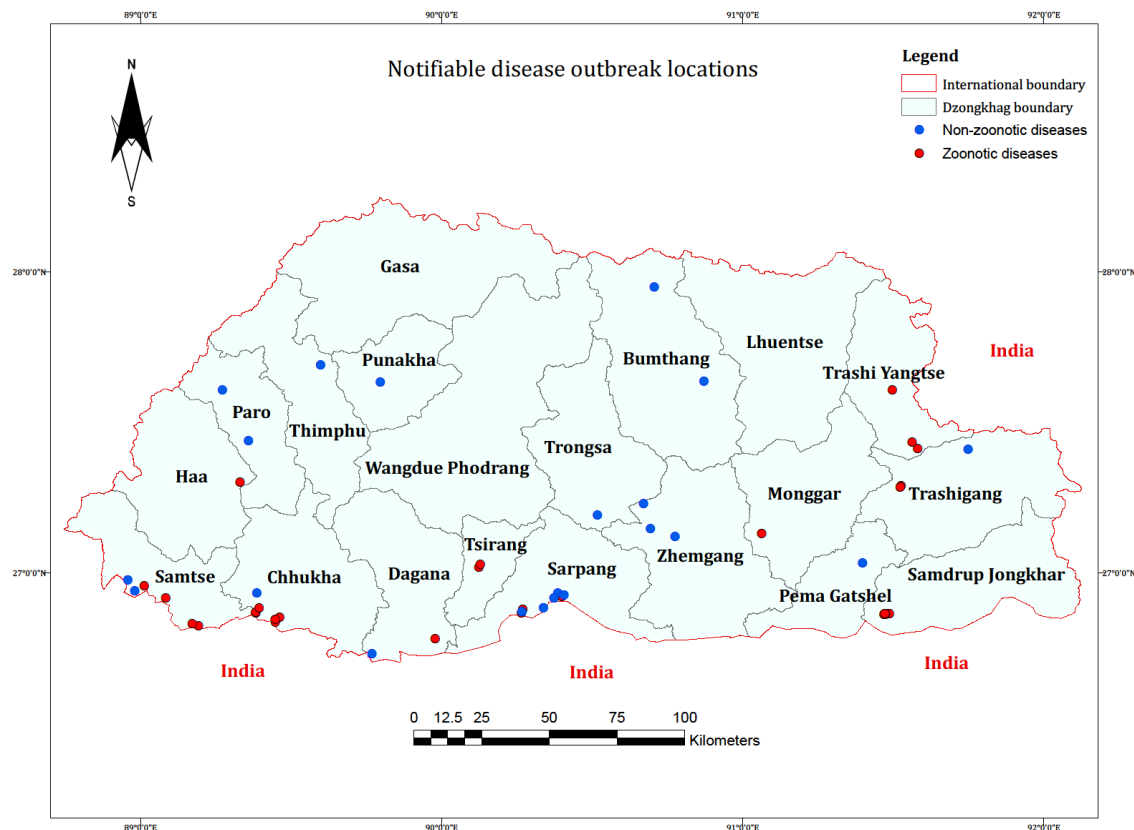 89°0'0"E
90°0'0"E
91°0'0"E
92°0'0"E
Notifiable disease outbreak locations
Legend
International boundary
Dzongkhag boundary
Non-zoonotic diseases
Zoonotic diseases
N
S
28°0'0"N
28°0'0"N
Gasa
Punakha
Bumthang
Lhuentse
India
Trashi Yangtse
Paro
Thimphu
Trongsa
Haa
Wangdue Phodrang
Monggar
Trashigang
Tsirang
Zhemgang
27°0'0"N
27°0'0"N
Samtse
Chhukha
Dagana
Sarpang
Samdrup Jongkhar
Pema Gatshel
India
India
India
0 12.5 25 50 75 100
Kilometers
89°0'0"E
90°0'0"E
91°0'0"E
92°0'0"E